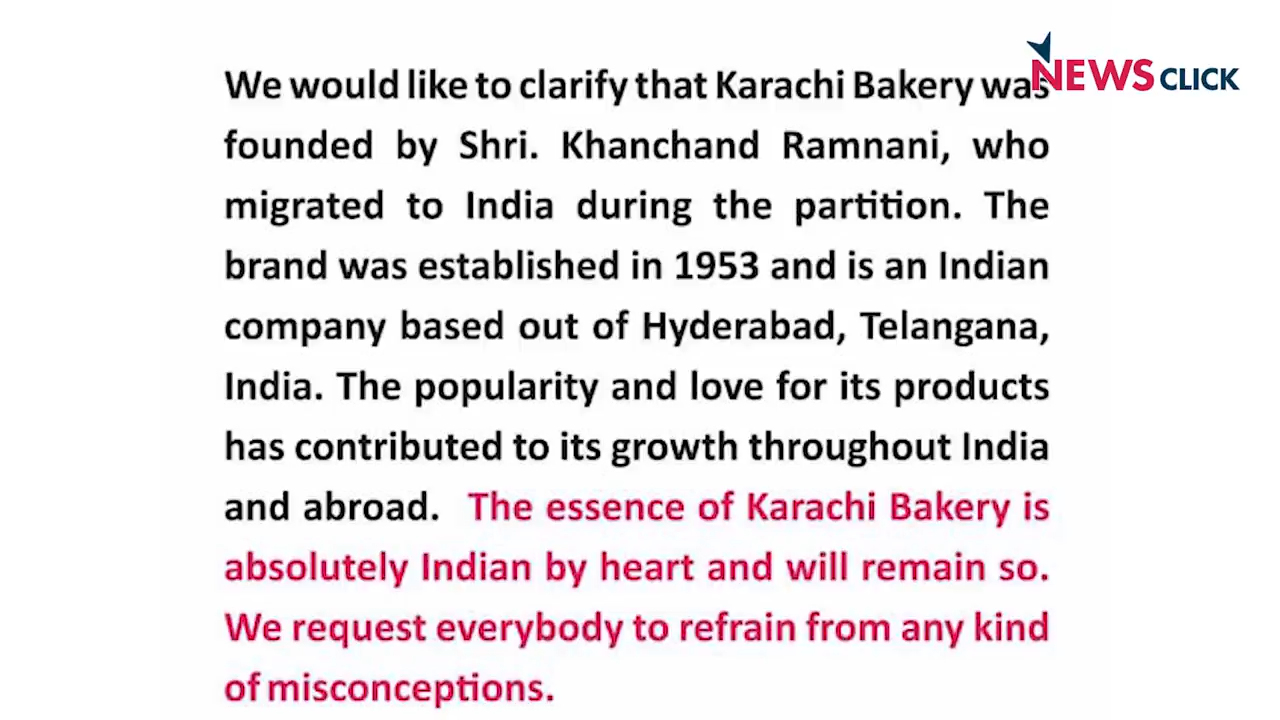 NEWSCLICK
We would like to clarify that Karachi Bakery was
founded by Shri. Khanchand Ramnani, who
migrated to India during the partition. The
brand was established in 1953 and is an Indian
company based out of Hyderabad, Telangana,
India. The popularity and love for its products
has contributed to its growth throughout India
and abroad. The essence of Karachi Bakery is
absolutely Indian by heart and will remain so.
We request everybody to refrain from any kind
of misconceptions.